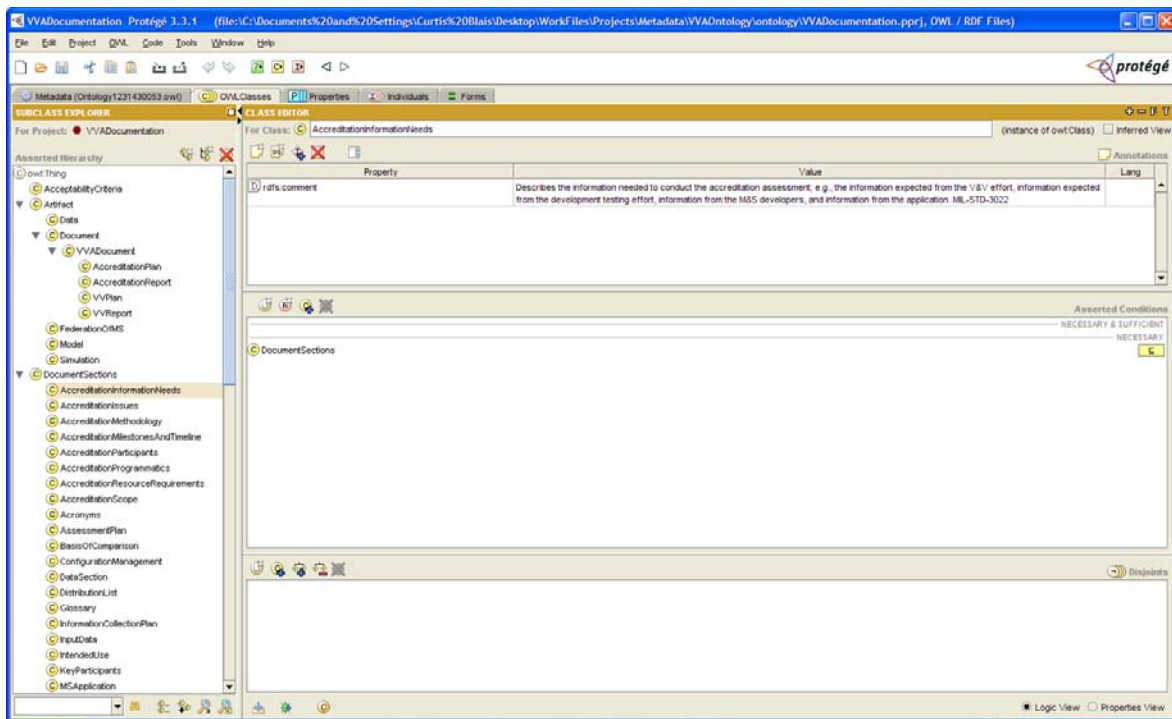 VVADocumentation Protégé 3.3.1 (file:\C:\Documents%20and%20Settings\Curtis%20Blais\Desktop\WorkFiles\Projects\Metadata\VVAOntology\ontology\VVADocumentation.pprj, OWL / RDF Files)
File Edit Project OWL Code Tools Window Help
protégé
Metadata (Ontology1231430053.owl) OWLClasses Properties Individuals Forms
SUBCLASS EXPLORER
CLASS EDITOR
For Project: VVADocumentation
For Class: AccreditationInformationNeeds (instance of owl:Class) Inferred View
Asserted Hierarchy
Annotations
Property Value Lang
rdfs:comment
Describes the information needed to conduct the accreditation assessment, e.g., the information expected from the V&V effort, information expected
from the development testing effort, information from the M&S developers, and information from the application. MIL-STD-3022
owl:Thing
AcceptabilityCriteria
Artifact
Data
Document
VVADocument
AccreditationPlan
AccreditationReport
VVPlan
VVReport
FederationOfMS
Model
Simulation
DocumentSections
AccreditationInformationNeeds
AccreditationIssues
AccreditationMethodology
AccreditationMilestonesAndTimeline
AccreditationParticipants
AccreditationProgrammatics
AccreditationResourceRequirements
AccreditationScope
Acronyms
AssessmentPlan
BasisOfComparison
ConfigurationManagement
DataSection
DistributionList
Glossary
InformationCollectionPlan
InputData
IntendedUse
KeyParticipants
MSApplication
Asserted Conditions
NECESSARY & SUFFICIENT
NECESSARY
DocumentSections
Disjoints
Logic View Properties View